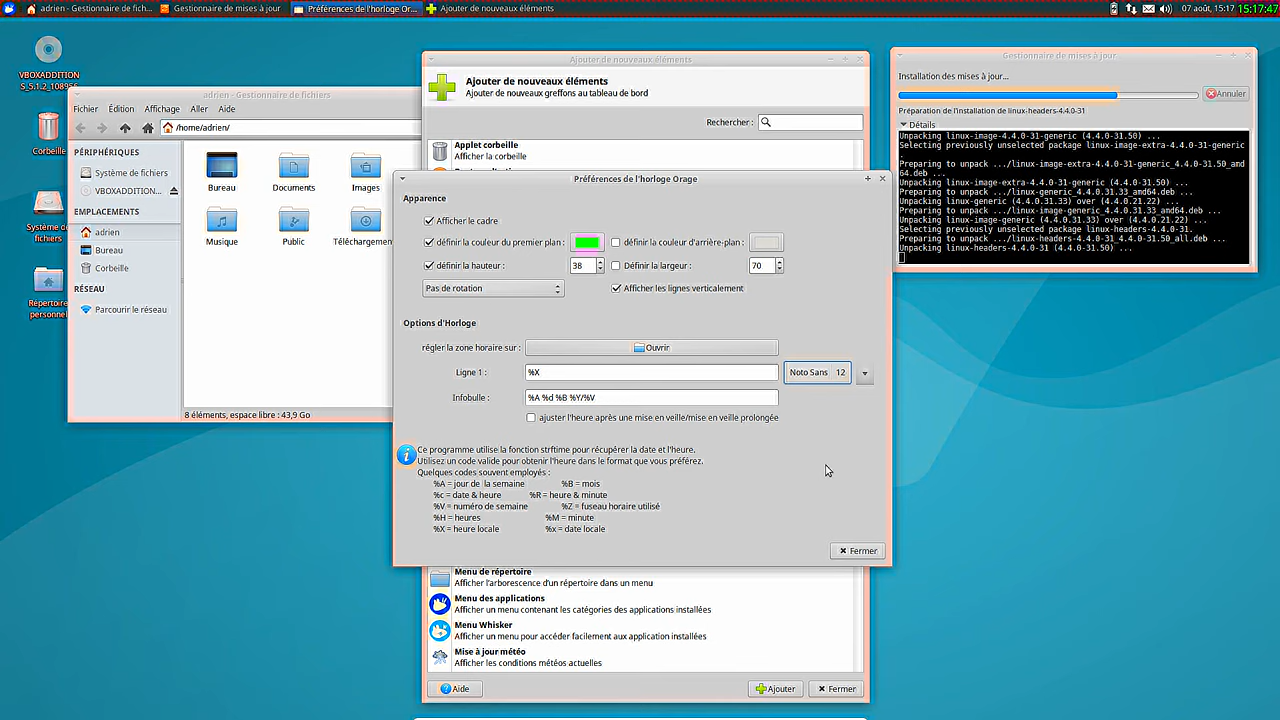 adrien - Gestionnaire de fich...
Gestionnaire de mises à jour
Préférences de l'horloge Or...
Ajouter de nouveaux éléments
07 août, 15:17
15:17:47
VBOXADDITION
S_5.1.2_10895
Corbeille
Système de
fichiers
Répertoire
personnel
adrien - Gestionnaire de fichiers
Fichier Édition Affichage Aller Aide
/home/adrien/
PÉRIPHÉRIQUES
Système de fichiers
VBOXADDITION...
EMPLACEMENTS
adrien
Bureau
Corbeille
RÉSEAU
Parcourir le réseau
Bureau
Documents
Images
Musique
Public
Téléchargemen
8 éléments, espace libre : 43,9 Go
Ajouter de nouveaux éléments
Ajouter de nouveaux éléments
Ajouter de nouveaux greffons au tableau de bord
Rechercher :
Applet corbeille
Afficher la corbeille
Préférences de l'horloge Orage
Apparence
Afficher le cadre
définir la couleur du premier plan :
définir la couleur d'arrière-plan :
définir la hauteur : 38
Définir la largeur : 70
Pas de rotation
Afficher les lignes verticalement
Options d'Horloge
régler la zone horaire sur : Ouvrir
Ligne 1 : %X
Noto Sans 12
Infobulle : %A %d %B %Y/%V
ajuster l'heure après une mise en veille/mise en veille prolongée
Ce programme utilise la fonction strftime pour récupérer la date et l'heure.
Utilisez un code valide pour obtenir l'heure dans le format que vous préférez.
Quelques codes souvent employés :
%A = jour de la semaine %B = mois
%c = date & heure %R = heure & minute
%V = numéro de semaine %Z = fuseau horaire utilisé
%H = heures %M = minute
%X = heure locale %x = date locale
Fermer
Menu de répertoire
Afficher l'arborescence d'un répertoire dans un menu
Menu des applications
Afficher un menu contenant les catégories des applications installées
Menu Whisker
Afficher un menu pour accéder facilement aux application installées
Mise à jour météo
Afficher les conditions météos actuelles
Aide
Ajouter
Fermer
Gestionnaire de mises à jour
Installation des mises à jour...
Annuler
Préparation de l'installation de linux-headers-4.4.0-31
Détails
Unpacking linux-image-4.4.0-31-generic (4.4.0-31.50) ...
Selecting previously unselected package linux-image-extra-4.4.0-31-generic
.
Preparing to unpack .../linux-image-extra-4.4.0-31-generic_4.4.0-31.50_amd
64.deb ...
Unpacking linux-image-extra-4.4.0-31-generic (4.4.0-31.50) ...
Preparing to unpack .../linux-generic_4.4.0.31.33_amd64.deb ...
Unpacking linux-generic (4.4.0.31.33) over (4.4.0.21.22) ...
Preparing to unpack .../linux-image-generic_4.4.0.31.33_amd64.deb ...
Unpacking linux-image-generic (4.4.0.31.33) over (4.4.0.21.22) ...
Selecting previously unselected package linux-headers-4.4.0-31.
Preparing to unpack .../linux-headers-4.4.0-31_4.4.0-31.50_all.deb ...
Unpacking linux-headers-4.4.0-31 (4.4.0-31.50) ...